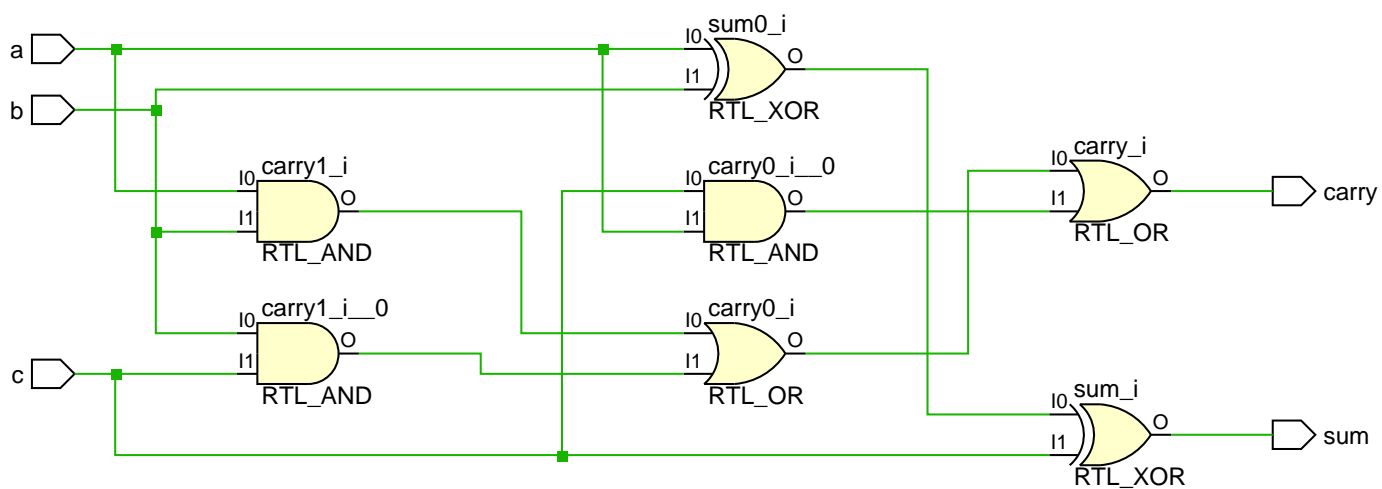 sum0_i
I0
O
a
I1
RTL_XOR
b
carry1_i
carry0_i__0
carry_i
I0
O
I0
O
I0
O
I1
I1
I1
carry
RTL_AND
RTL_AND
RTL_OR
carry1_i__0
carry0_i
I0
O
I0
O
I1
I1
c
RTL_AND
RTL_OR
sum_i
I0
O
I1
sum
RTL_XOR